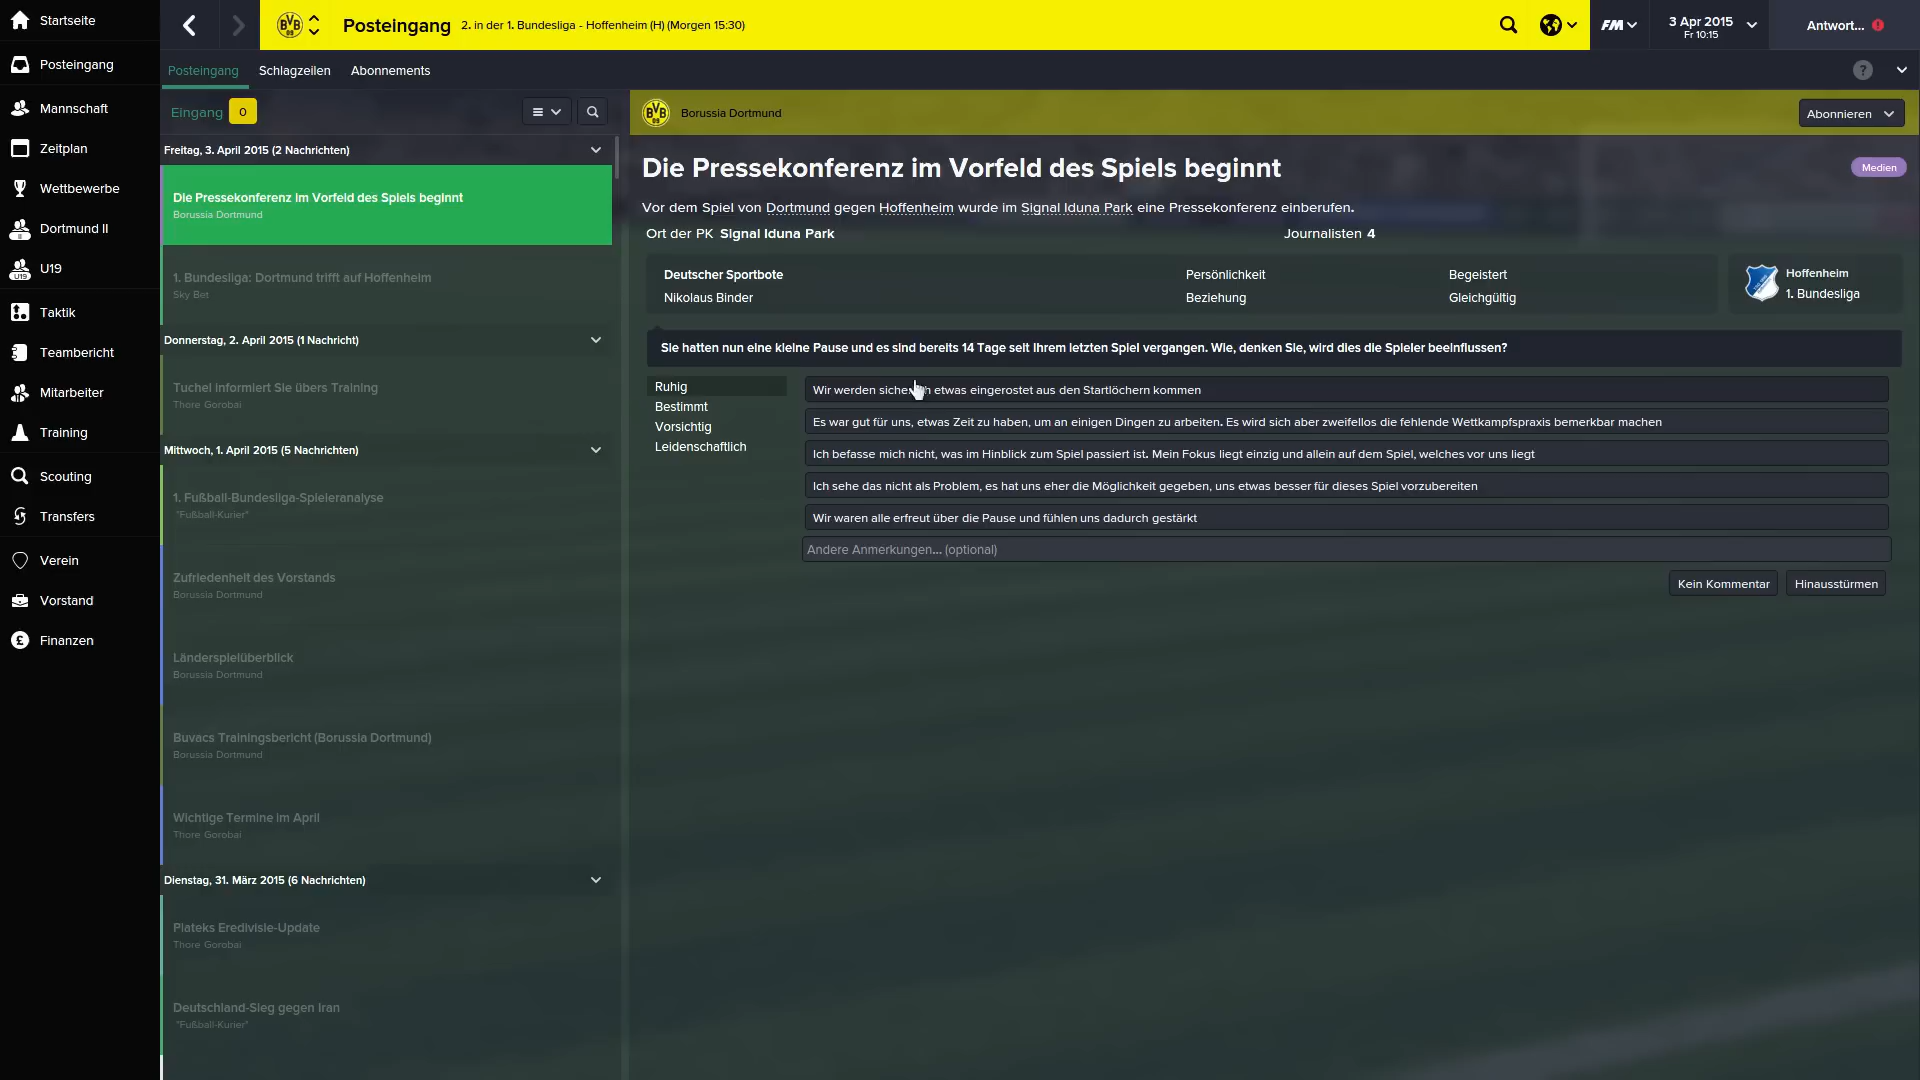 Startseite
Posteingang
Mannschaft
Zeitplan
Wettbewerbe
Dortmund II
U19
Taktik
Teambericht
Mitarbeiter
Training
Scouting
Transfers
Verein
Vorstand
Finanzen
Posteingang 2. in der 1. Bundesliga - Hoffenheim (H) (Morgen 15:30)
FM
3 Apr 2015
Fr 10:15
Antwort...
Posteingang Schlagzeilen Abonnements
Eingang 0
Freitag, 3. April 2015 (2 Nachrichten)
Die Pressekonferenz im Vorfeld des Spiels beginnt
Borussia Dortmund
1. Bundesliga: Dortmund trifft auf Hoffenheim
Sky Bet
Donnerstag, 2. April 2015 (1 Nachricht)
Tuchel informiert Sie übers Training
Thore Gorobai
Mittwoch, 1. April 2015 (5 Nachrichten)
1. Fußball-Bundesliga-Spieleranalyse
"Fußball-Kurier"
Zufriedenheit des Vorstands
Borussia Dortmund
Länderspielüberblick
Borussia Dortmund
Buvacs Trainingsbericht (Borussia Dortmund)
Borussia Dortmund
Wichtige Termine im April
Thore Gorobai
Dienstag, 31. März 2015 (6 Nachrichten)
Plateks Eredivisie-Update
Thore Gorobai
Deutschland-Sieg gegen Iran
"Fußball-Kurier"
Borussia Dortmund
Abonnieren
Die Pressekonferenz im Vorfeld des Spiels beginnt
Medien
Vor dem Spiel von Dortmund gegen Hoffenheim wurde im Signal Iduna Park eine Pressekonferenz einberufen.
Ort der PK Signal Iduna Park Journalisten 4
Deutscher Sportbote Persönlichkeit Begeistert
Nikolaus Binder Beziehung Gleichgültig
Hoffenheim
1. Bundesliga
Sie hatten nun eine kleine Pause und es sind bereits 14 Tage seit Ihrem letzten Spiel vergangen. Wie, denken Sie, wird dies die Spieler beeinflussen?
Ruhig
Bestimmt
Vorsichtig
Leidenschaftlich
Wir werden etwas eingerostet aus den Startlöchern kommen
Es war gut für uns, etwas Zeit zu haben, um an einigen Dingen zu arbeiten. Es wird sich aber zweifellos die fehlende Wettkampfspraxis bemerkbar machen
Ich befasse mich nicht, was im Hinblick zum Spiel passiert ist. Mein Fokus liegt einzig und allein auf dem Spiel, welches vor uns liegt
Ich sehe das nicht als Problem, es hat uns eher die Möglichkeit gegeben, uns etwas besser für dieses Spiel vorzubereiten
Wir waren alle erfreut über die Pause und fühlen uns dadurch gestärkt
Andere Anmerkungen... (optional)
Kein Kommentar Hinausstürmen